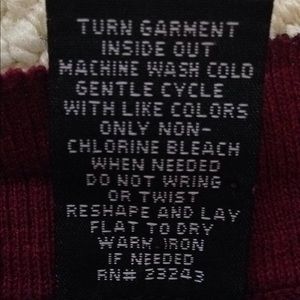 TURN GARMENT
INSIDE OUT
MACHINE WASH COLD
GENTLE CYCLE
WITH LIKE COLORS
ONLY NON-
CHLORINE BLEACH
WHEN NEEDED
DO NOT WRING
OR TWIST
RESHAPE AND LAY
FLAT TO DRY
WARM IRON
IF NEEDED
RN# 23243